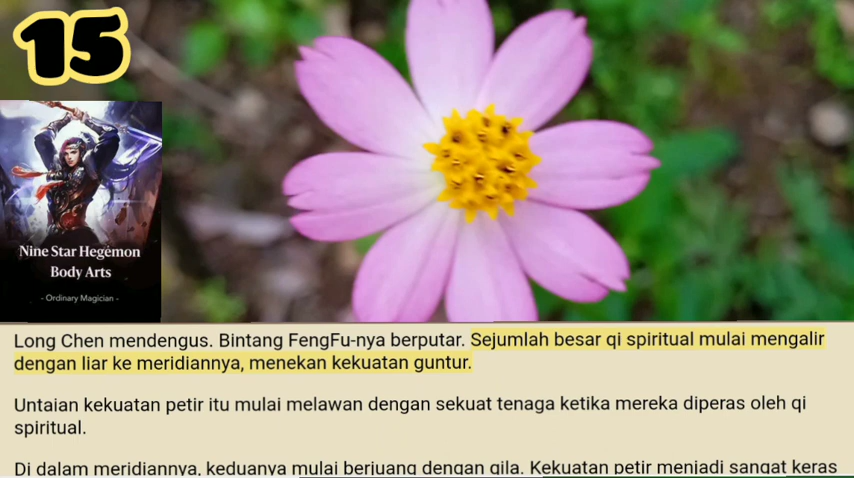 15
Nine Star Hegemon
Body Arts
- Ordinary Magician -
Long Chen mendengus. Bintang FengFu-nya berputar. Sejumlah besar qi spiritual mulai mengalir
dengan liar ke meridiannya, menekan kekuatan guntur.
Untaian kekuatan petir itu mulai melawan dengan sekuat tenaga ketika mereka diperas oleh qi
spiritual.
Di dalam meridiannya, keduanya mulai berjuang dengan gila. Kekuatan petir menjadi sangat keras